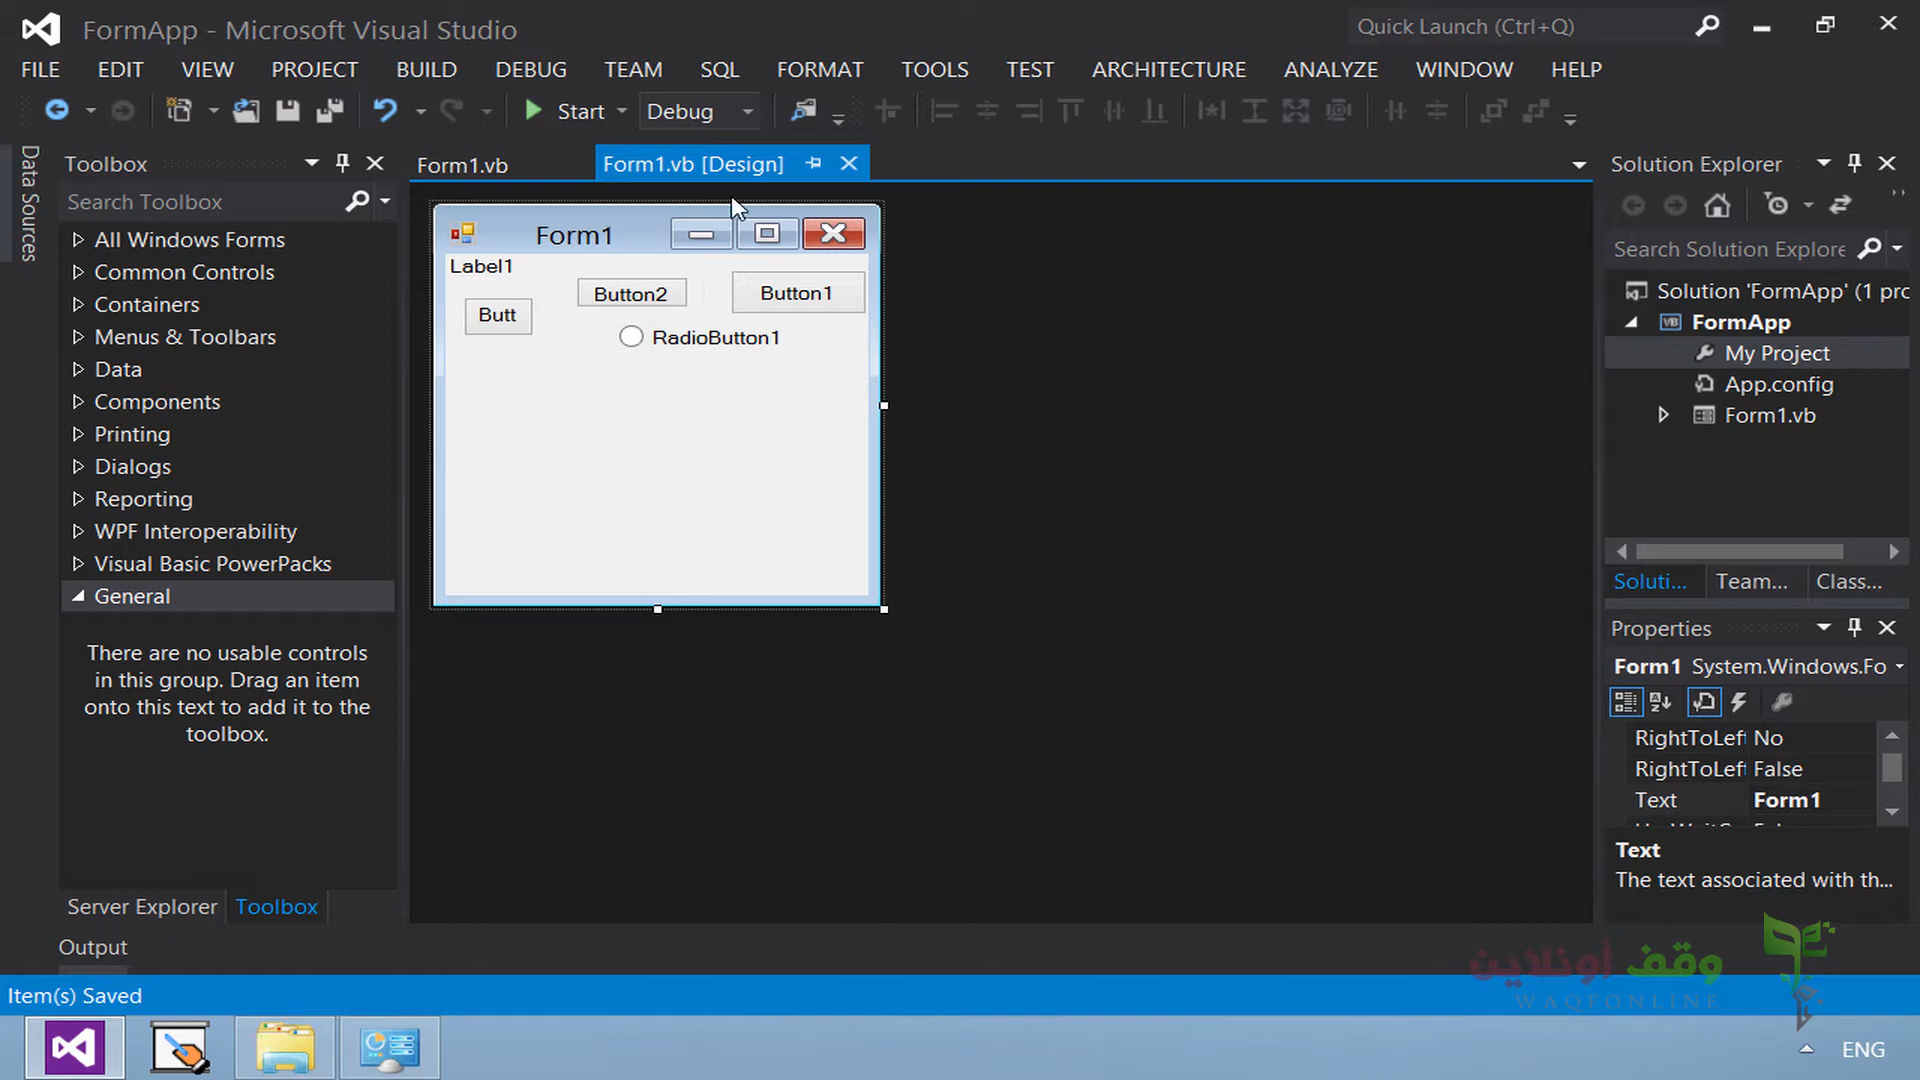 FormApp - Microsoft Visual Studio
Quick Launch (Ctrl+Q)
FILE EDIT VIEW PROJECT BUILD DEBUG TEAM SQL FORMAT TOOLS TEST ARCHITECTURE ANALYZE WINDOW HELP
Start Debug
Data Sources
Toolbox
Search Toolbox
All Windows Forms
Common Controls
Containers
Menus & Toolbars
Data
Components
Printing
Dialogs
Reporting
WPF Interoperability
Visual Basic PowerPacks
General
There are no usable controls
in this group. Drag an item
onto this text to add it to the
toolbox.
Server Explorer Toolbox
Form1.vb Form1.vb [Design]
Form1
Label1
Button2 Button1
Butt
RadioButton1
Solution Explorer
Search Solution Explore
Solution 'FormApp' (1 pro
FormApp
My Project
App.config
Form1.vb
Soluti... Team... Class...
Properties
Form1 System.Windows.Fo
RightToLef No
RightToLef False
Text Form1
Text
The text associated with th...
Output
وقف أونلاين
WAQFONLINE
Item(s) Saved
ENG